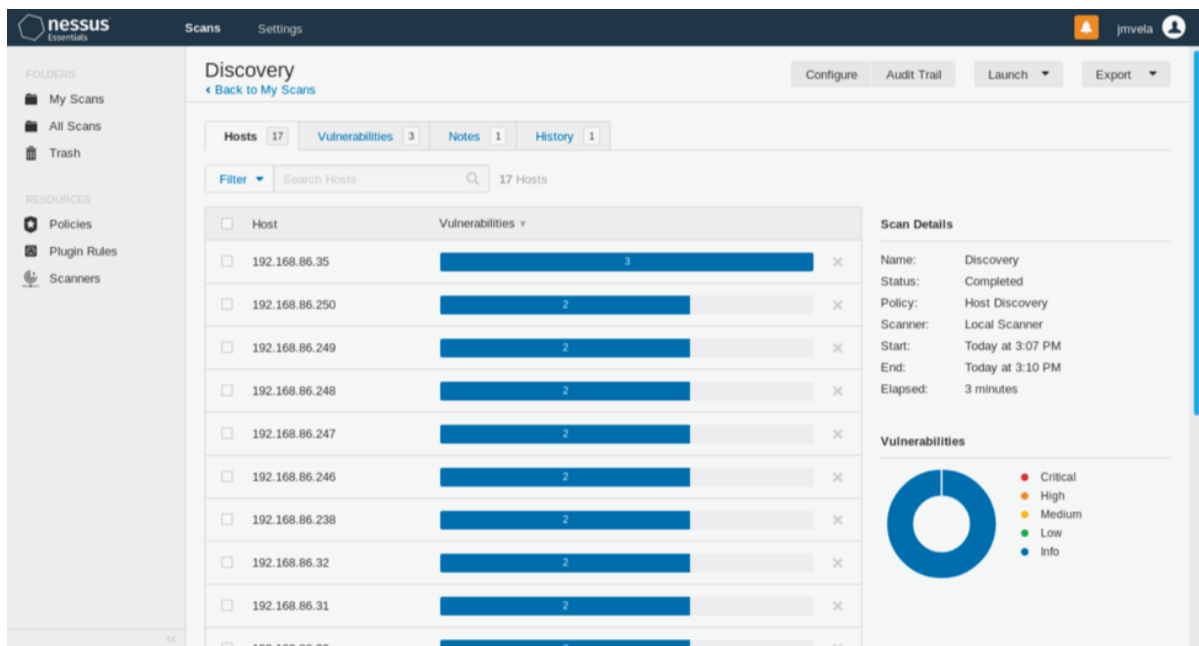 nessus Essentials Scans Settings jmvela
FOLDERS
My Scans
All Scans
Trash
RESOURCES
Policies
Plugin Rules
Scanners
Discovery
Back to My Scans
Configure Audit Trail Launch Export
Hosts 17 Vulnerabilities 3 Notes 1 History 1
Filter Search Hosts 17 Hosts
Host Vulnerabilities
192.168.86.35 3
192.168.86.250 2
192.168.86.249 2
192.168.86.248 2
192.168.86.247 2
192.168.86.246 2
192.168.86.238 2
192.168.86.32 2
192.168.86.31 2
Scan Details
Name: Discovery
Status: Completed
Policy: Host Discovery
Scanner: Local Scanner
Start: Today at 3:07 PM
End: Today at 3:10 PM
Elapsed: 3 minutes
Vulnerabilities
Critical
High
Medium
Low
Info